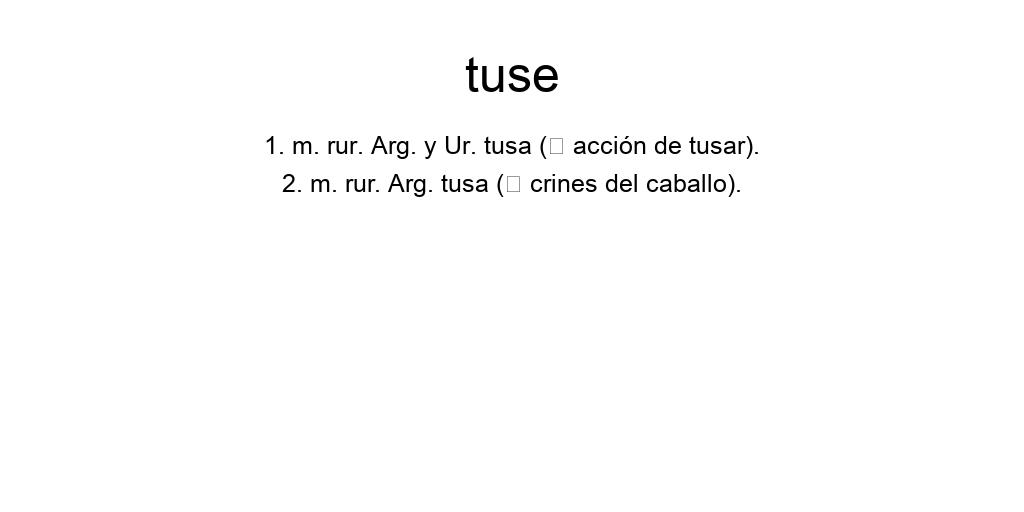 tuse
1. m. rur. Arg. y Ur. tusa (□ acción de tusar).
2. m. rur. Arg. tusa (□ crines del caballo).